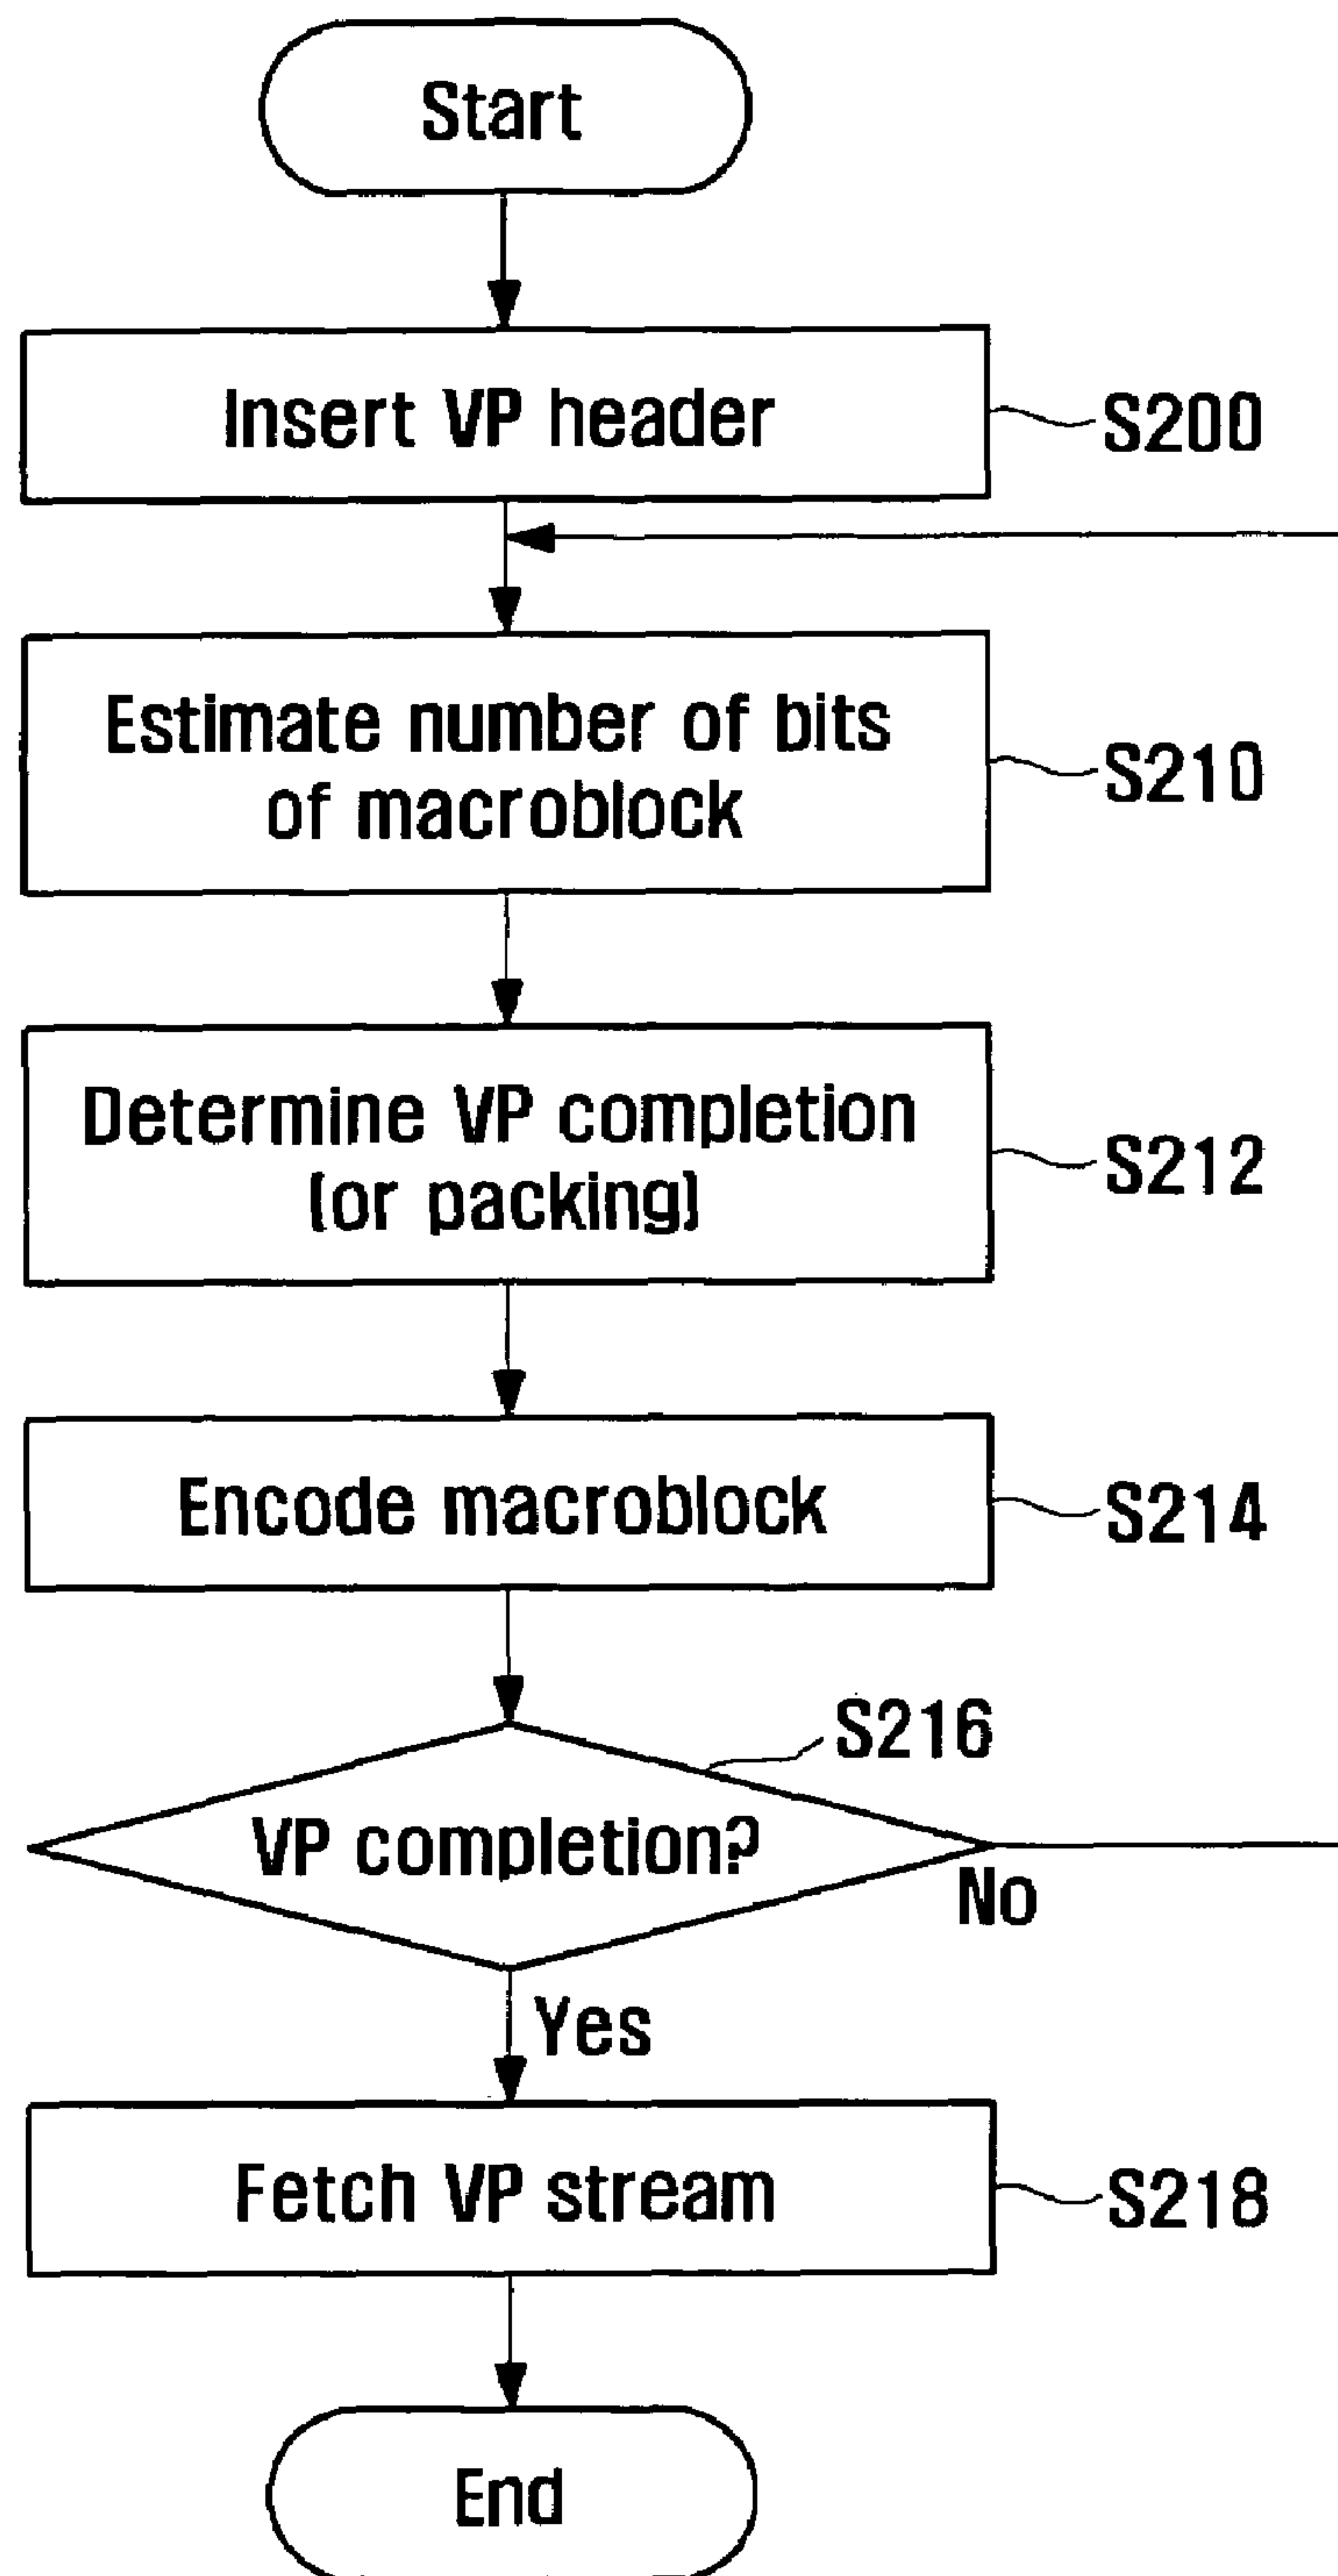 Start
Insert VP header
S200
Estimate number of bits
of macroblock
S210
Determine VP completion
(or packing)
S212
Encode macroblock
S214
S216
VP completion?
No
Yes
Fetch VP stream
S218
End